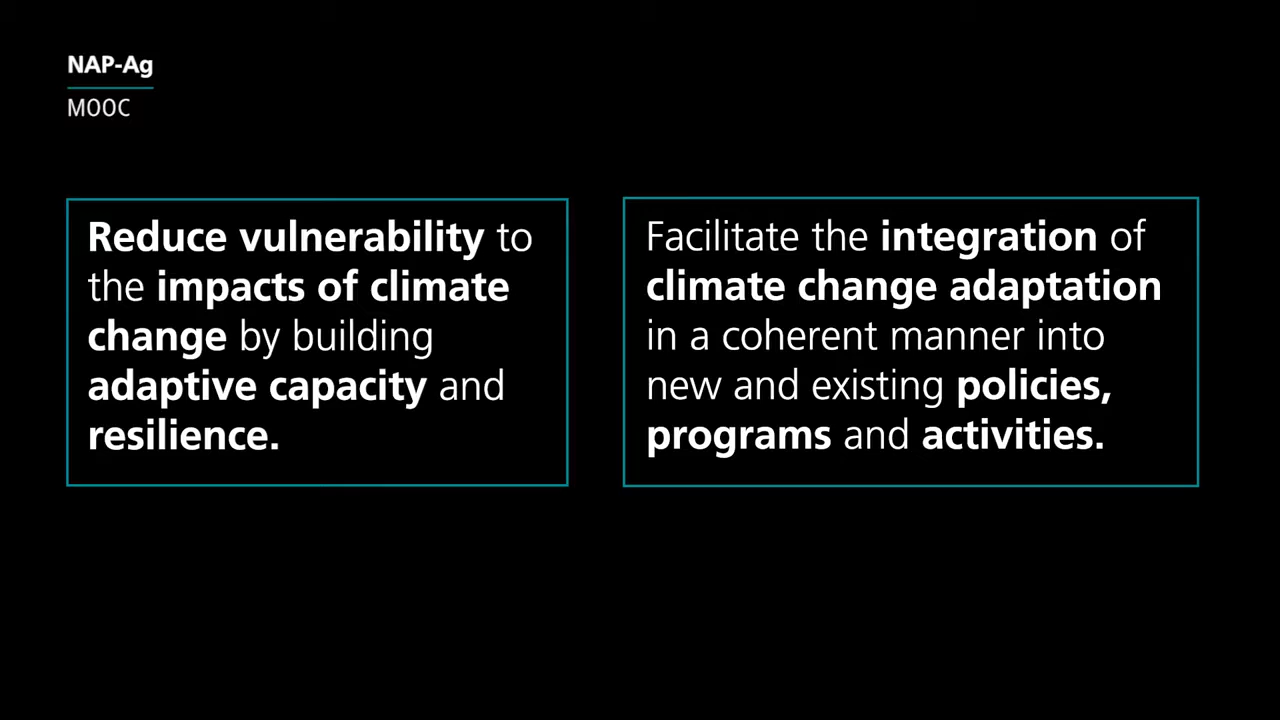 NAP-Ag
MOOC
Reduce vulnerability to
the impacts of climate
change by building
adaptive capacity and
resilience.
Facilitate the integration of
climate change adaptation
in a coherent manner into
new and existing policies,
programs and activities.